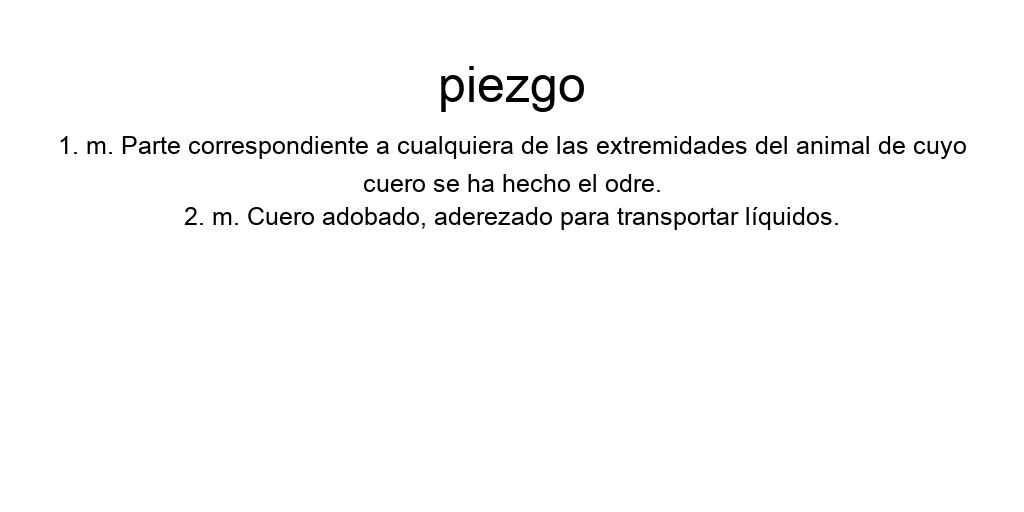 piezgo
1. m. Parte correspondiente a cualquiera de las extremidades del animal de cuyo
cuero se ha hecho el odre.
2. m. Cuero adobado, aderezado para transportar líquidos.